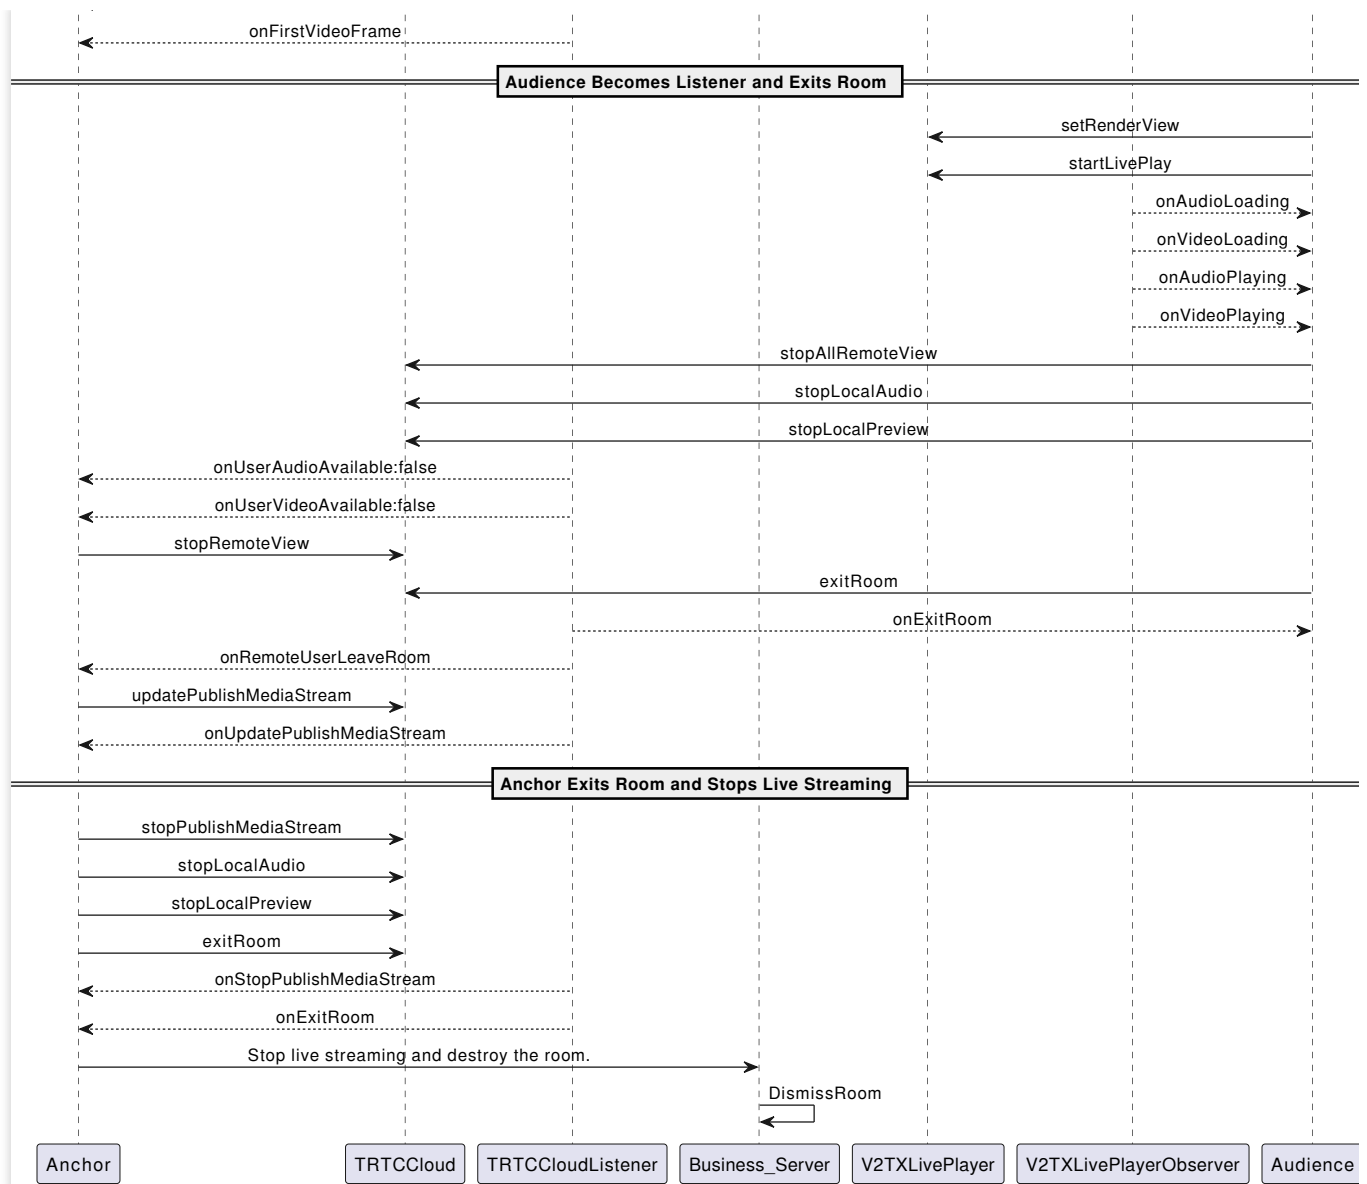 onFirstVideoFrame
Audience Becomes Listener and Exits Room
setRenderView
startLivePlay
onAudioLoading
onVideoLoading
onAudioPlaying
onVideoPlaying
stopAllRemoteView
stopLocalAudio
stopLocalPreview
onUserAudioAvailable:false
onUserVideoAvailable:false
stopRemoteView
exitRoom
onExitRoom
onRemoteUserLeaveRoom
updatePublishMediaStream
onUpdatePublishMediaStream
Anchor Exits Room and Stops Live Streaming
stopPublishMediaStream
stopLocalAudio
stopLocalPreview
exitRoom
onStopPublishMediaStream
onExitRoom
Stop live streaming and destroy the room.
DismissRoom
Anchor TRTCCloud TRTCCloudListener Business_Server V2TXLivePlayer V2TXLivePlayerObserver Audience